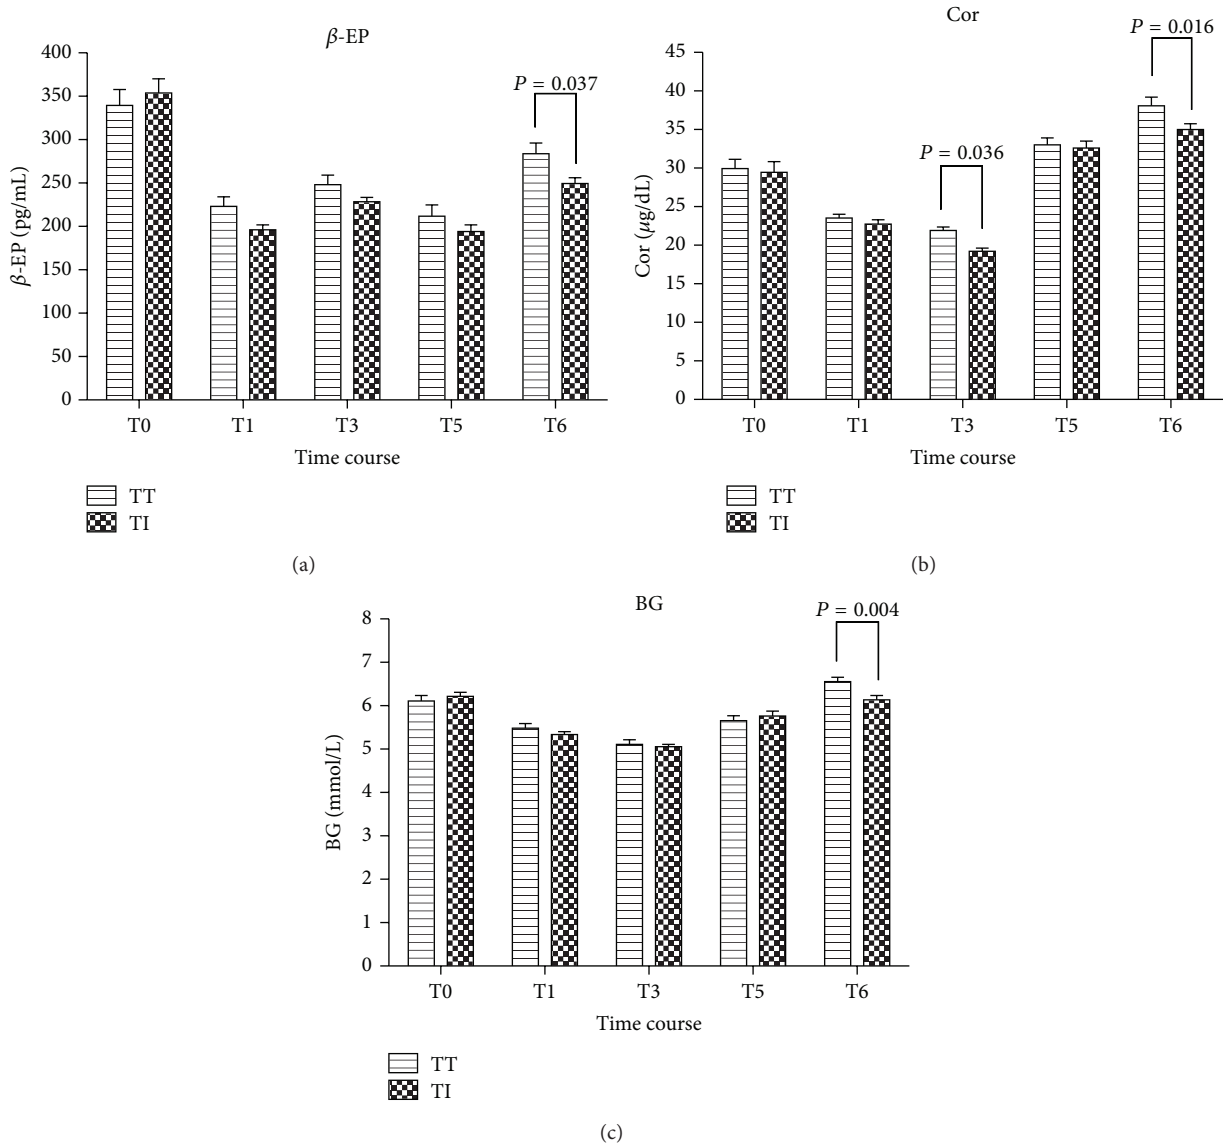 β-EP
400
350
300
250
200
150
100
50
0
β-EP (pg/mL)
P = 0.037
T0 T1 T3 T5 T6
Time course
TT
TI
(a)
Cor
45
40
35
30
25
20
15
10
5
0
Cor (μg/dL)
P = 0.036
P = 0.016
T0 T1 T3 T5 T6
Time course
TT
TI
(b)
BG
8
7
6
5
4
3
2
1
0
BG (mmol/L)
P = 0.004
T0 T1 T3 T5 T6
Time course
TT
TI
(c)